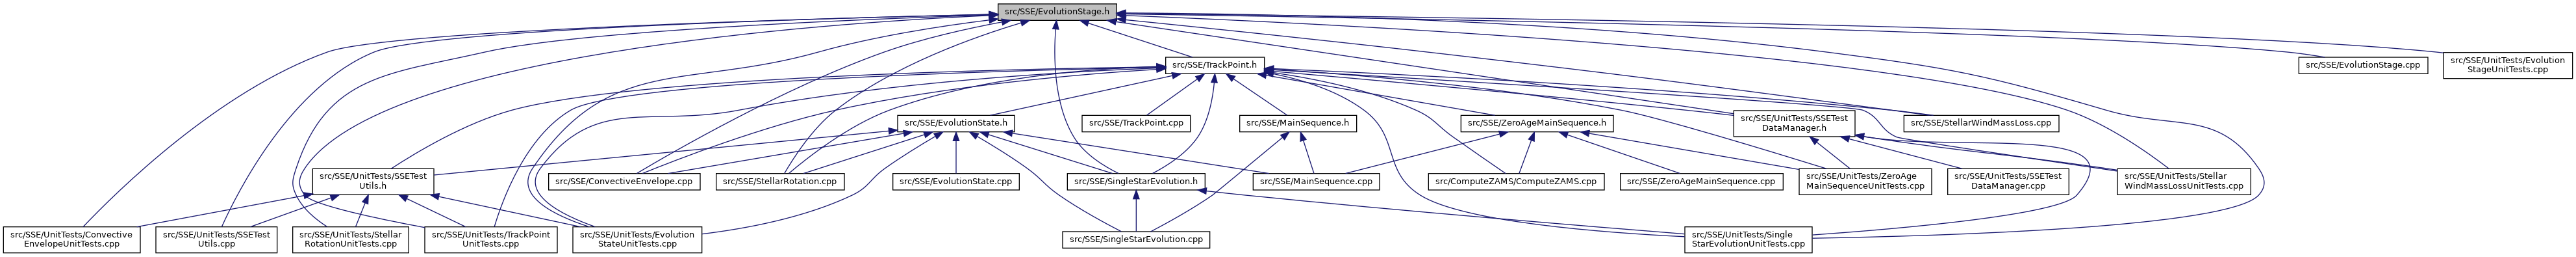 src/SSE/EvolutionStage.h
src/SSE/TrackPoint.h
src/SSE/EvolutionStage.cpp
src/SSE/UnitTests/Evolution
StageUnitTests.cpp
src/SSE/EvolutionState.h
src/SSE/TrackPoint.cpp
src/SSE/MainSequence.h
src/SSE/ZeroAgeMainSequence.h
src/SSE/UnitTests/SSETest
DataManager.h
src/SSE/StellarWindMassLoss.cpp
src/SSE/UnitTests/SSETest
Utils.h
src/SSE/ConvectiveEnvelope.cpp
src/SSE/StellarRotation.cpp
src/SSE/EvolutionState.cpp
src/SSE/SingleStarEvolution.h
src/SSE/MainSequence.cpp
src/ComputeZAMS/ComputeZAMS.cpp
src/SSE/ZeroAgeMainSequence.cpp
src/SSE/UnitTests/ZeroAge
MainSequenceUnitTests.cpp
src/SSE/UnitTests/SSETest
DataManager.cpp
src/SSE/UnitTests/Stellar
WindMassLossUnitTests.cpp
src/SSE/UnitTests/Convective
EnvelopeUnitTests.cpp
src/SSE/UnitTests/SSETest
Utils.cpp
src/SSE/UnitTests/Stellar
RotationUnitTests.cpp
src/SSE/UnitTests/TrackPoint
UnitTests.cpp
src/SSE/UnitTests/Evolution
StateUnitTests.cpp
src/SSE/SingleStarEvolution.cpp
src/SSE/UnitTests/Single
StarEvolutionUnitTests.cpp